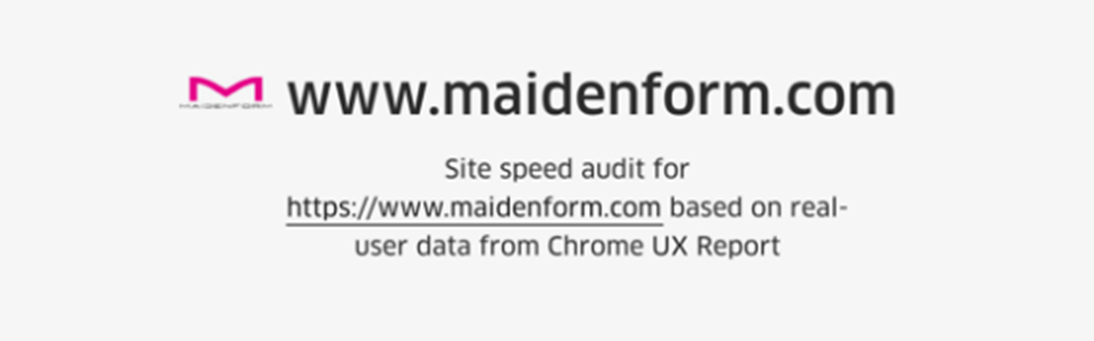 MAIDENFORM www.maidenform.com
Site speed audit for
https://www.maidenform.com based on real-
user data from Chrome UX Report